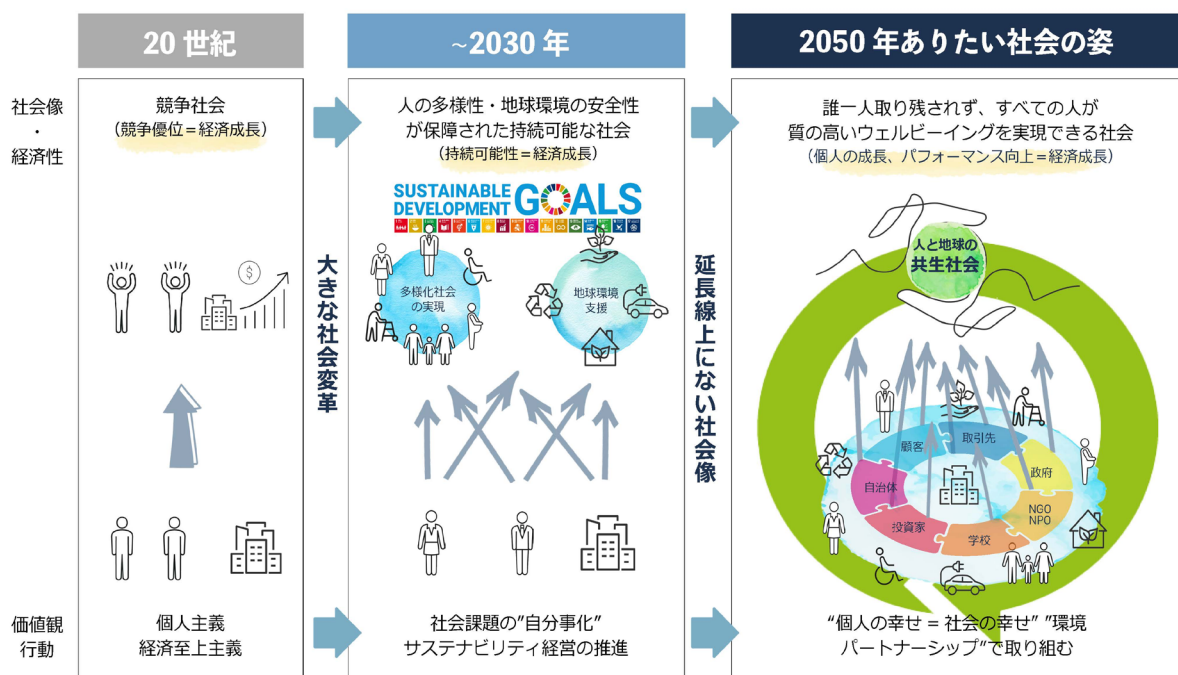 20世紀
~2030年
2050年ありたい社会の姿
社会像
・
経済性
競争社会
(競争優位=経済成長)
人の多様性・地球環境の安全性
が保障された持続可能な社会
(持続可能性=経済成長)
誰一人取り残されず、すべての人が
質の高いウェルビーイングを実現できる社会
(個人の成長、パフォーマンス向上=経済成長)
SUSTAINABLE
DEVELOPMENT
GOALS
$
大きな社会変革
多様化社会
の実現
地球環境
支援
延長線上にない社会像
人と地球の
共生社会
顧客
取引先
自治体
政府
投資家
学校
NGO
NPO
価値観
行動
個人主義
経済至上主義
社会課題の"自分事化"
サステナビリティ経営の推進
“個人の幸せ = 社会の幸せ” ”環境
パートナーシップ”で取り組む